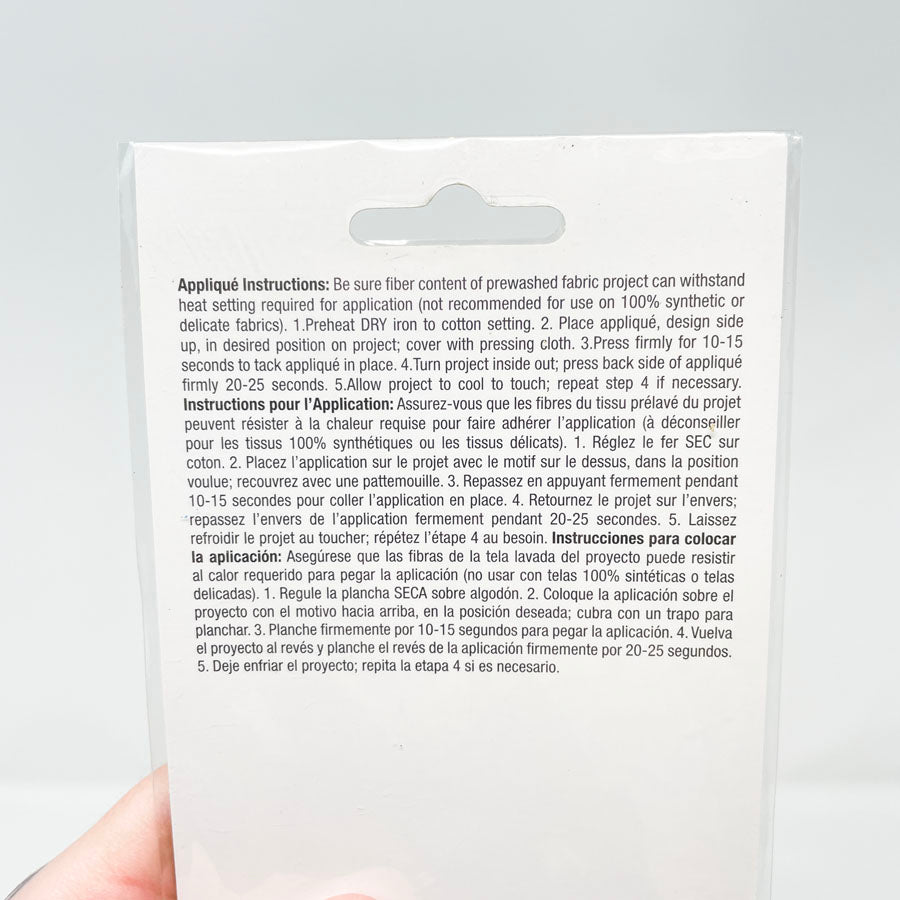 Appliqué Instructions: Be sure fiber content of prewashed fabric project can withstand
heat setting required for application (not recommended for use on 100% synthetic or
delicate fabrics). 1.Preheat DRY iron to cotton setting. 2. Place appliqué, design side
up, in desired position on project; cover with pressing cloth. 3.Press firmly for 10-15
seconds to tack appliqué in place. 4.Turn project inside out; press back side of appliqué
firmly 20-25 seconds. 5.Allow project to cool to touch; repeat step 4 if necessary.
Instructions pour l'Application: Assurez-vous que les fibres du tissu prélavé du projet
peuvent résister à la chaleur requise pour faire adhérer l'application (à déconseiller
pour les tissus 100% synthétiques ou les tissus délicats). 1. Réglez le fer SEC sur
coton. 2. Placez l'application sur le projet avec le motif sur le dessus, dans la position
voulue; recouvrez avec une pattemouille. 3. Repassez en appuyant fermement pendant
10-15 secondes pour coller l'application en place. 4. Retournez le projet sur l'envers;
repassez l'envers de l'application fermement pendant 20-25 secondes. 5. Laissez
refroidir le projet au toucher; répétez l'étape 4 au besoin. Instrucciones para colocar
la aplicación: Asegúrese que las fibras de la tela lavada del proyecto puede resistir
al calor requerido para pegar la aplicación (no usar con telas 100% sintéticas o telas
delicadas). 1. Regule la plancha SECA sobre algodón. 2. Coloque la aplicación sobre el
proyecto con el motivo hacia arriba, en la posición deseada; cubra con un trapo para
planchar. 3. Planche firmemente por 10-15 segundos para pegar la aplicación. 4. Vuelva
el proyecto al revés y planche el revés de la aplicación firmemente por 20-25 segundos.
5. Deje enfriar el proyecto; repita la etapa 4 si es necesario.